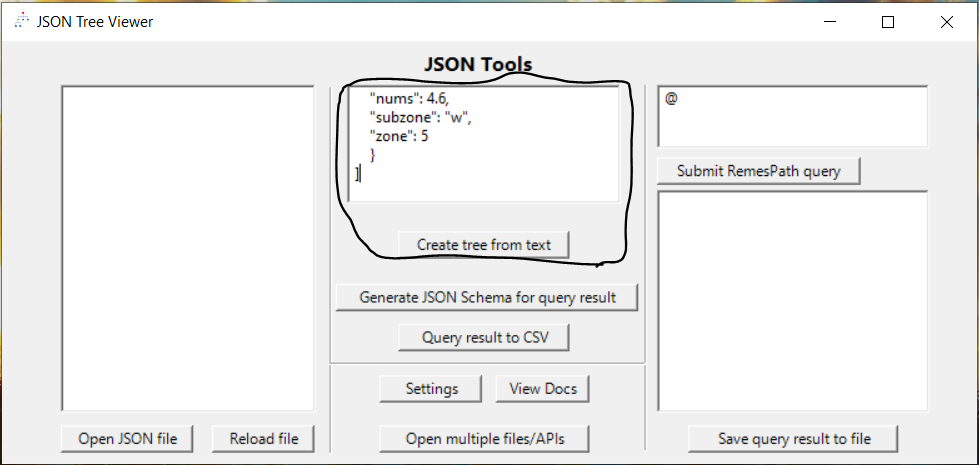 JSON Tree Viewer
JSON Tools
"nums": 4.6,
"subzone": "w",
"zone": 5
}
]
Create tree from text
Generate JSON Schema for query result
Query result to CSV
Settings
View Docs
Open multiple files/APIs
Open JSON file
Reload file
@
Submit RemesPath query
Save query result to file